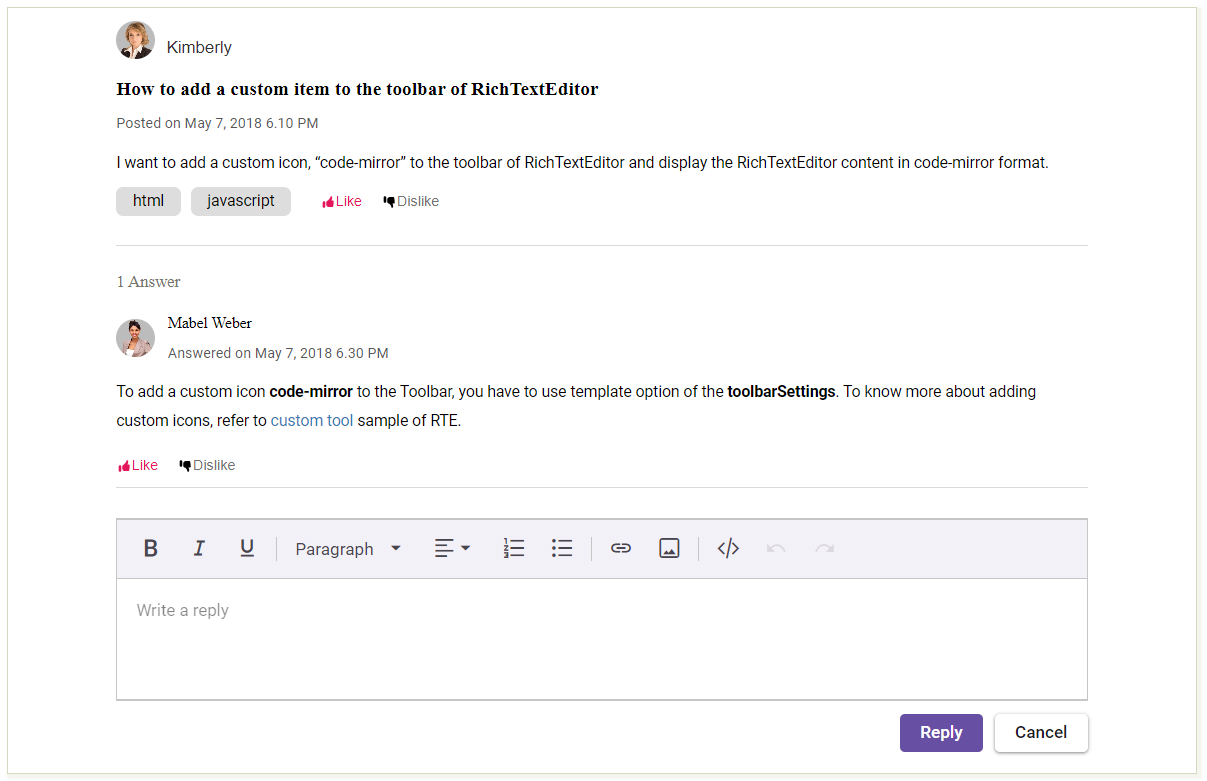 Kimberly
How to add a custom item to the toolbar of RichTextEditor
Posted on May 7, 2018 6.10 PM
I want to add a custom icon, “code-mirror” to the toolbar of RichTextEditor and display the RichTextEditor content in code-mirror format.
html javascript Like Dislike
1 Answer
Mabel Weber
Answered on May 7, 2018 6.30 PM
To add a custom icon code-mirror to the Toolbar, you have to use template option of the toolbarSettings. To know more about adding
custom icons, refer to custom tool sample of RTE.
Like Dislike
B I U Paragraph
Write a reply
Reply Cancel